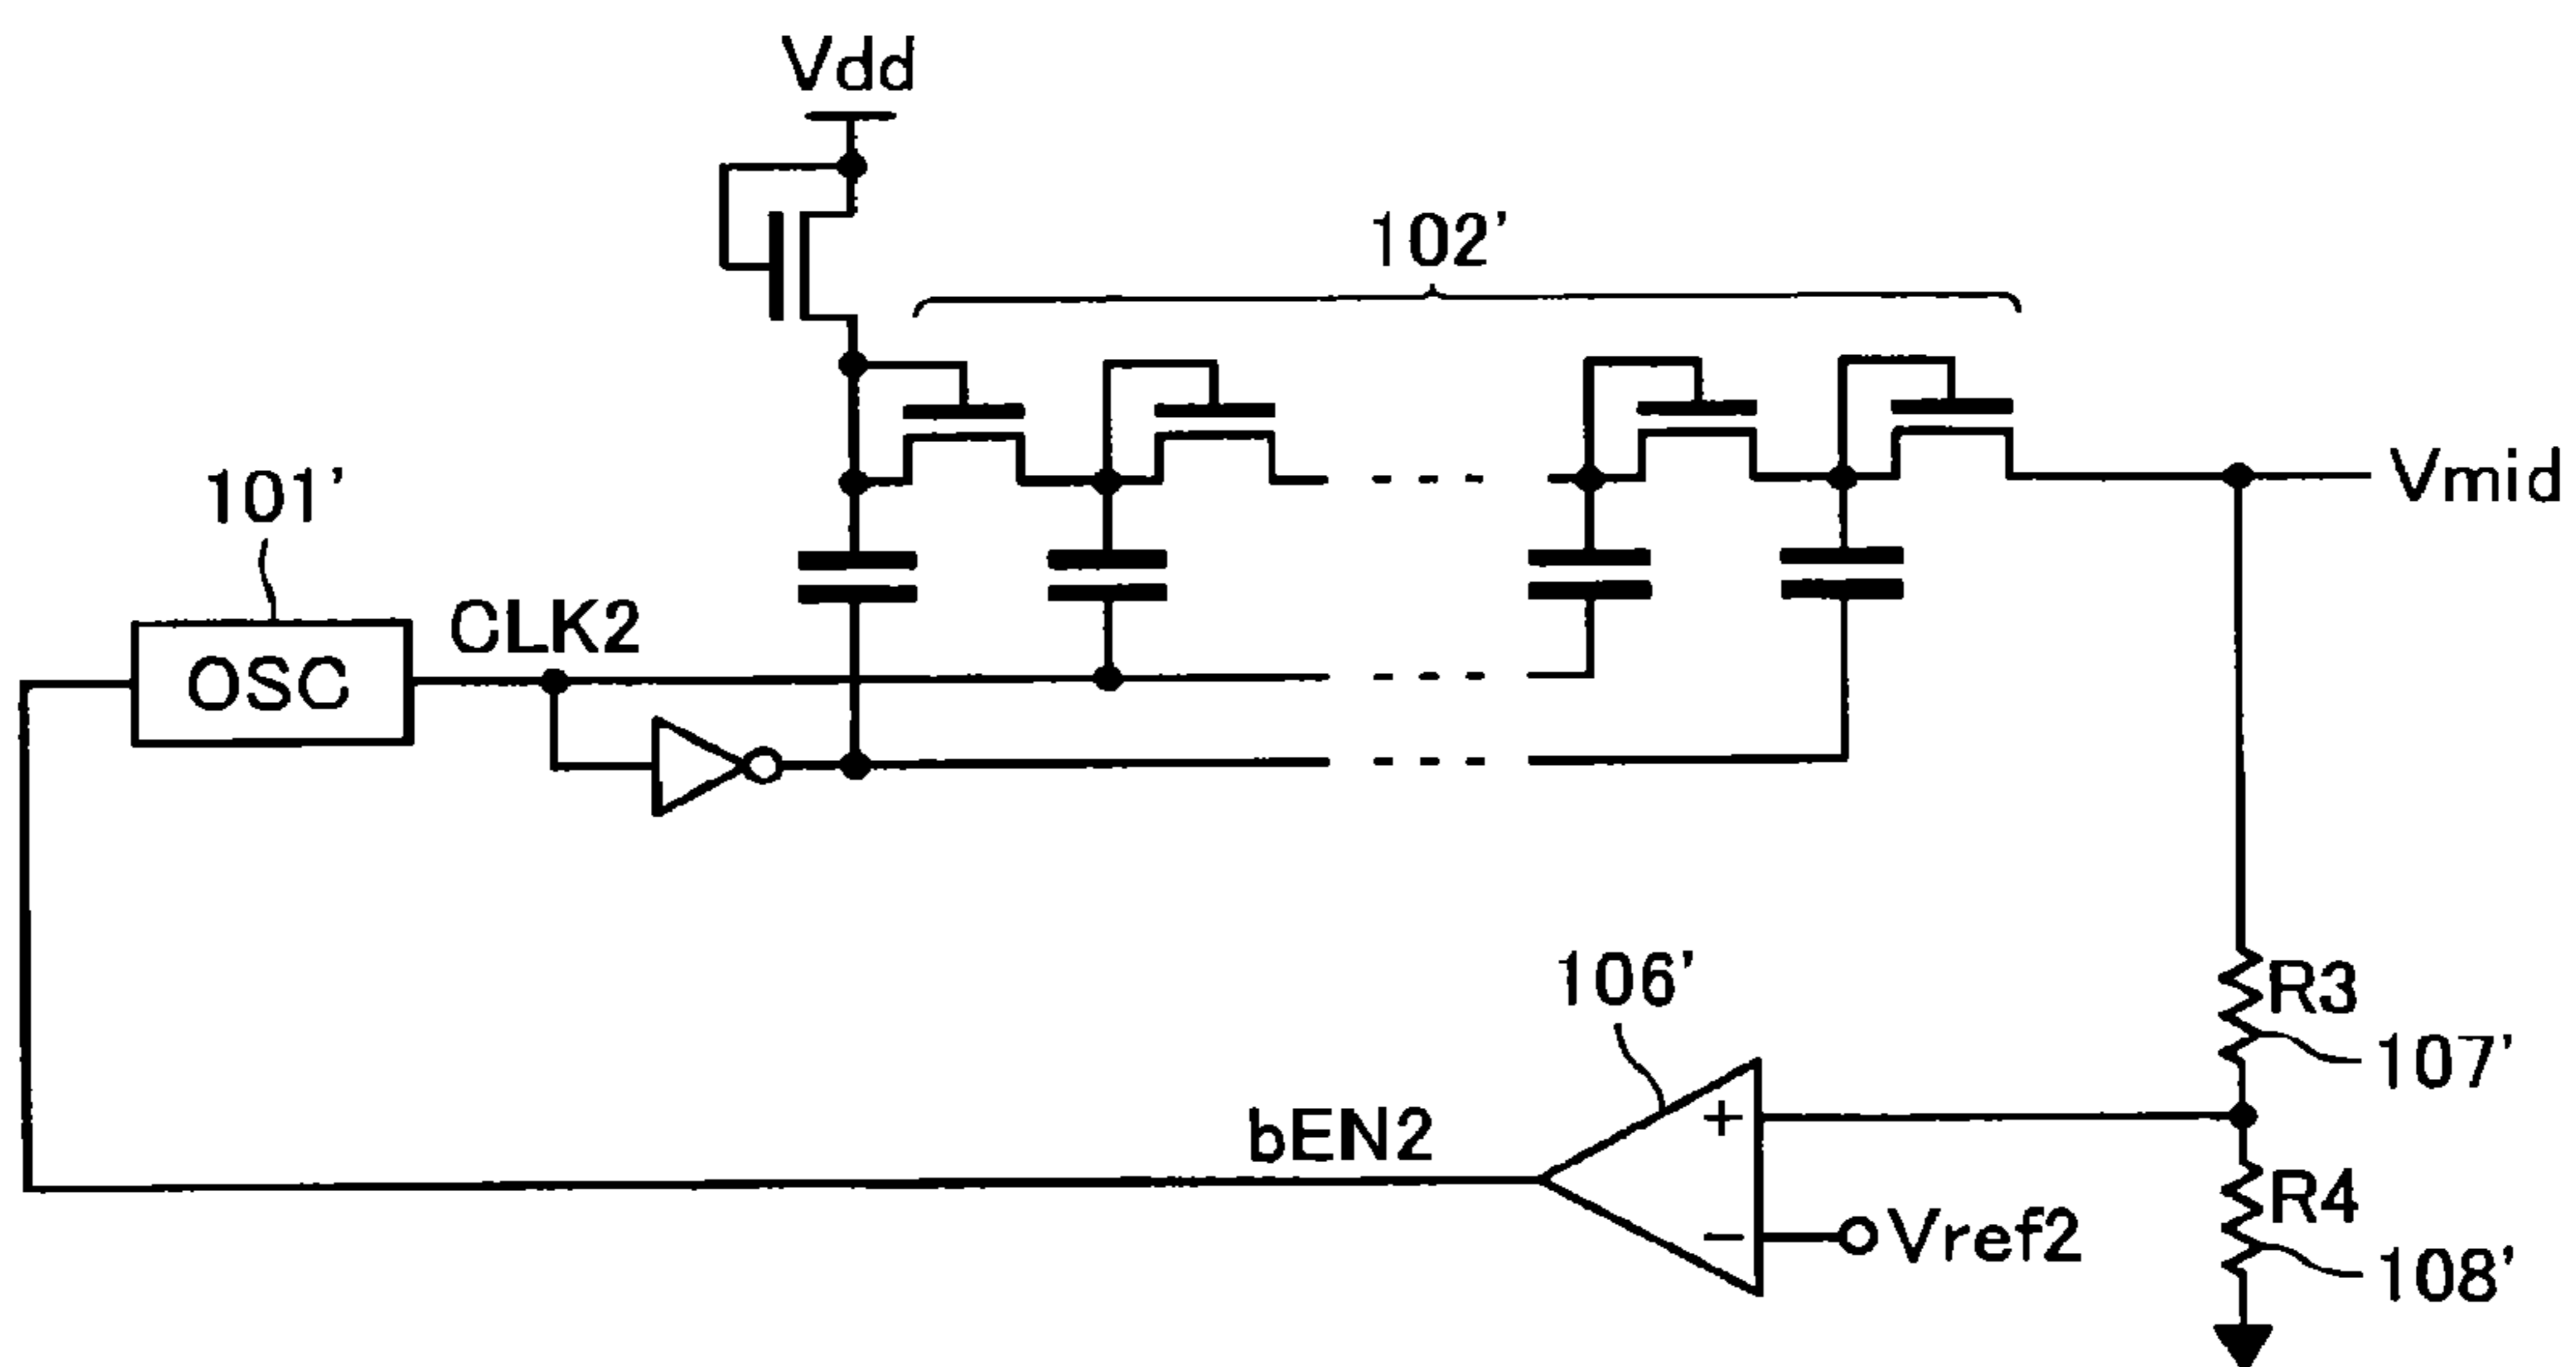 Vdd
102'
101'
Vmid
CLK2
OSC
106'
R3
107'
bEN2
+
−
Vref2
R4
108'